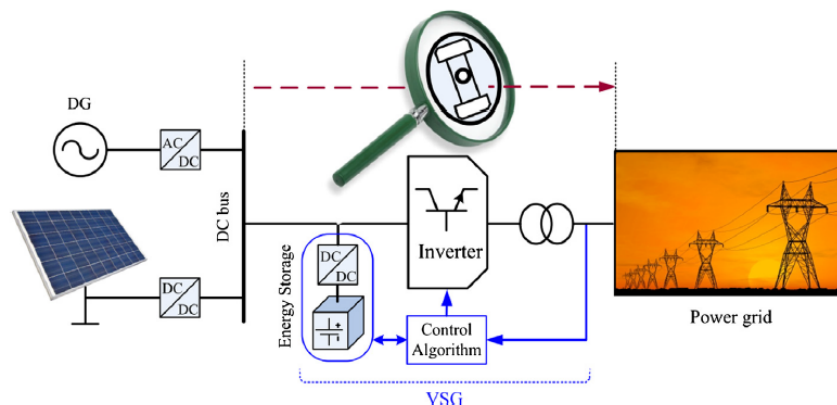 DG
AC
DC
DC bus
DC
DC
Energy Storage
DC
DC
Inverter
Control
Algorithm
Power grid
VSG